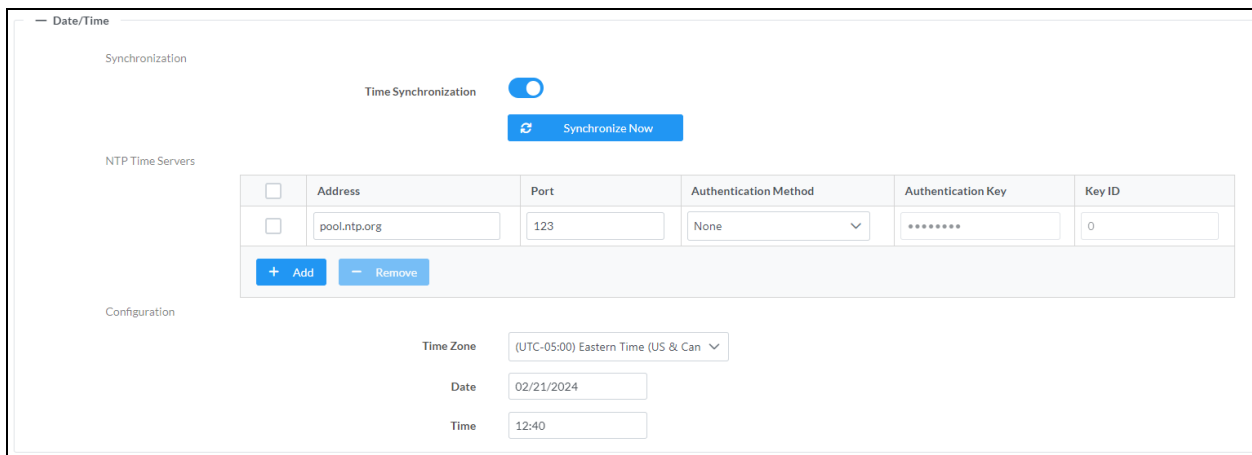 Date/Time
Synchronization
Time Synchronization
Synchronize Now
NTP Time Servers
Address Port Authentication Method Authentication Key Key ID
pool.ntp.org 123 None •••••••• 0
+ Add − Remove
Configuration
Time Zone (UTC-05:00) Eastern Time (US & Can
Date 02/21/2024
Time 12:40